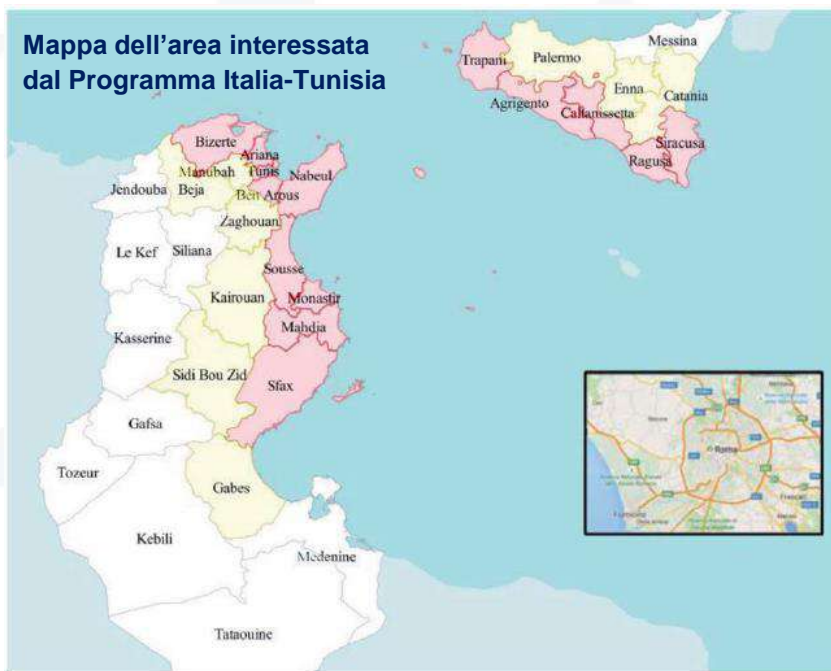 Mappa dell'area interessata
dal Programma Italia-Tunisia
Messina
Trapani
Palermo
Enna
Catania
Agrigento
Caltanissetta
Siracusa
Ragusa
Bizerte
Ariana
Tunis
Nabeul
Manubah
Jendouba
Beja
Ben Arous
Zaghouan
Le Kef
Siliana
Sousse
Kairouan
Monastir
Kasserine
Mahdia
Sidi Bou Zid
Sfax
Gafsa
Tozeur
Gabes
Kebili
Medenine
Tataouine
Roma
Fiumicino
Frascati